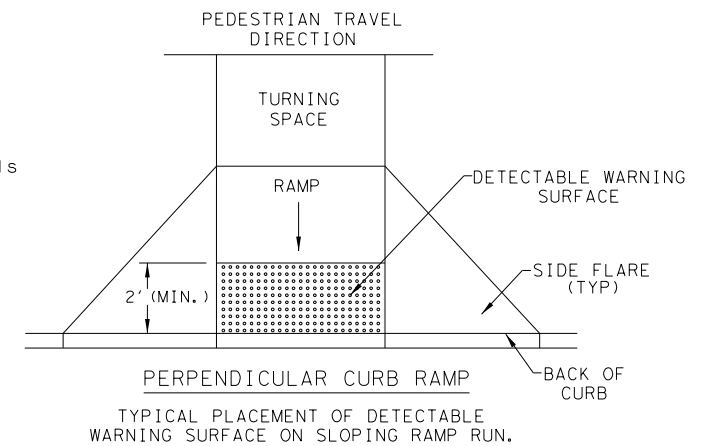 PEDESTRIAN TRAVEL
DIRECTION
TURNING
SPACE
ls
RAMP
DETECTABLE WARNING
SURFACE
SIDE FLARE
(TYP)
2' (MIN.)
BACK OF
CURB
PERPENDICULAR CURB RAMP
TYPICAL PLACEMENT OF DETECTABLE
WARNING SURFACE ON SLOPING RAMP RUN.